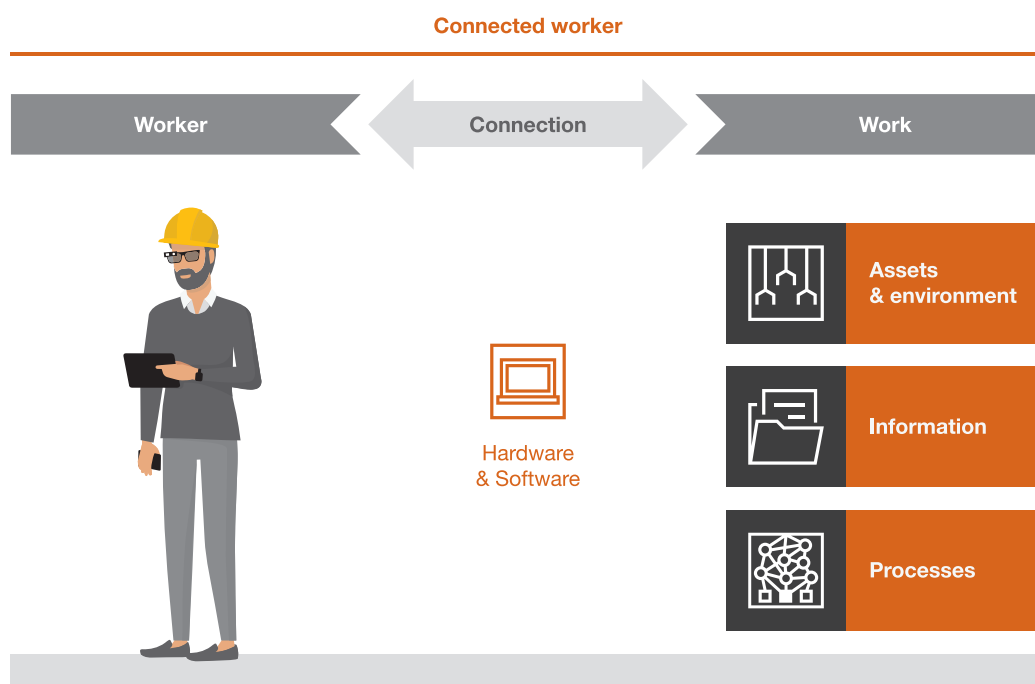 Connected worker
Worker
Connection
Work
Assets
& environment
Information
Hardware
& Software
Processes